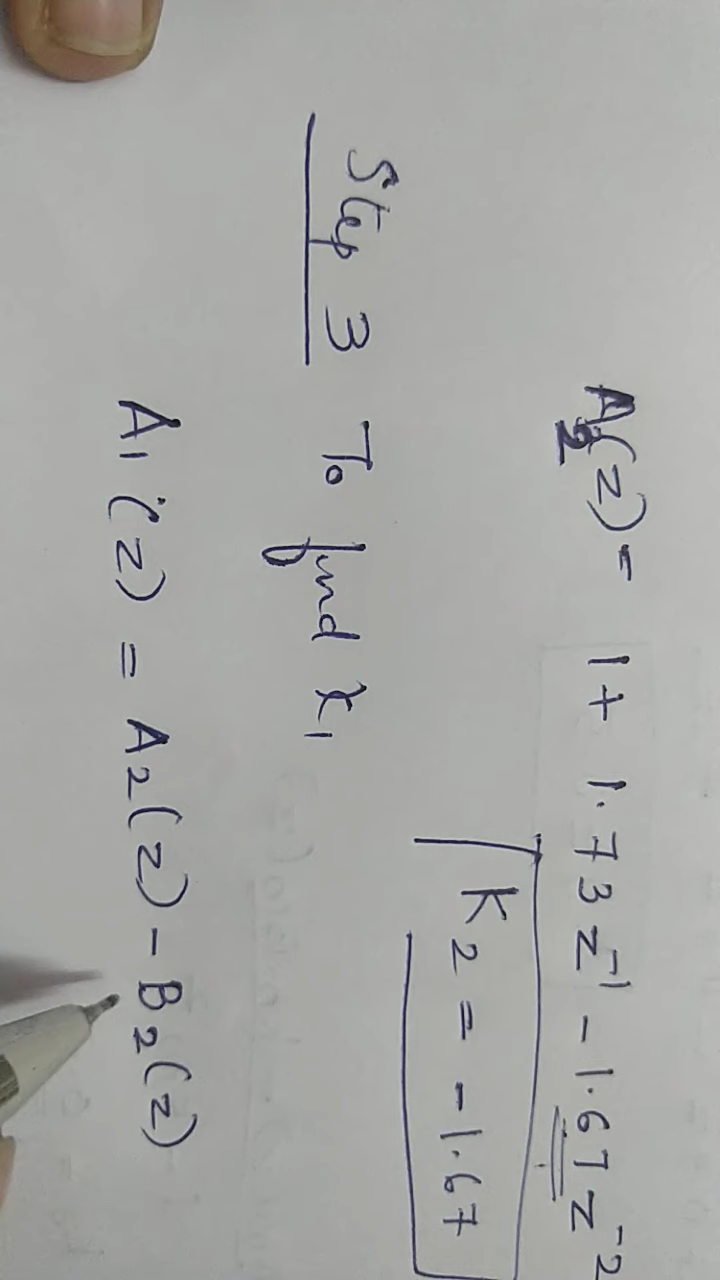 A₂(z) = 1 + 1.73 z⁻¹ - 1.67 z⁻²
K₂ = -1.67
Step 3 To find K₁
A₁(z) = A₂(z) - B₂(z)